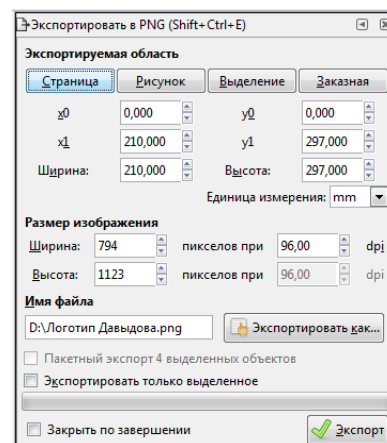 Экспортировать в PNG (Shift+Ctrl+E)
Экспортируемая область
Страница Рисунок Выделение Заказная
x0 0,000 y0 0,000
x1 210,000 y1 297,000
Ширина: 210,000 Высота: 297,000
Единица измерения: mm
Размер изображения
Ширина: 794 пикселов при 96,00 dpi
Высота: 1123 пикселов при 96,00 dpi
Имя файла
D:\Логотип Давыдова.png Экспортировать как...
Пакетный экспорт 4 выделенных объектов
Экспортировать только выделенное
Закрыть по завершении Экспорт